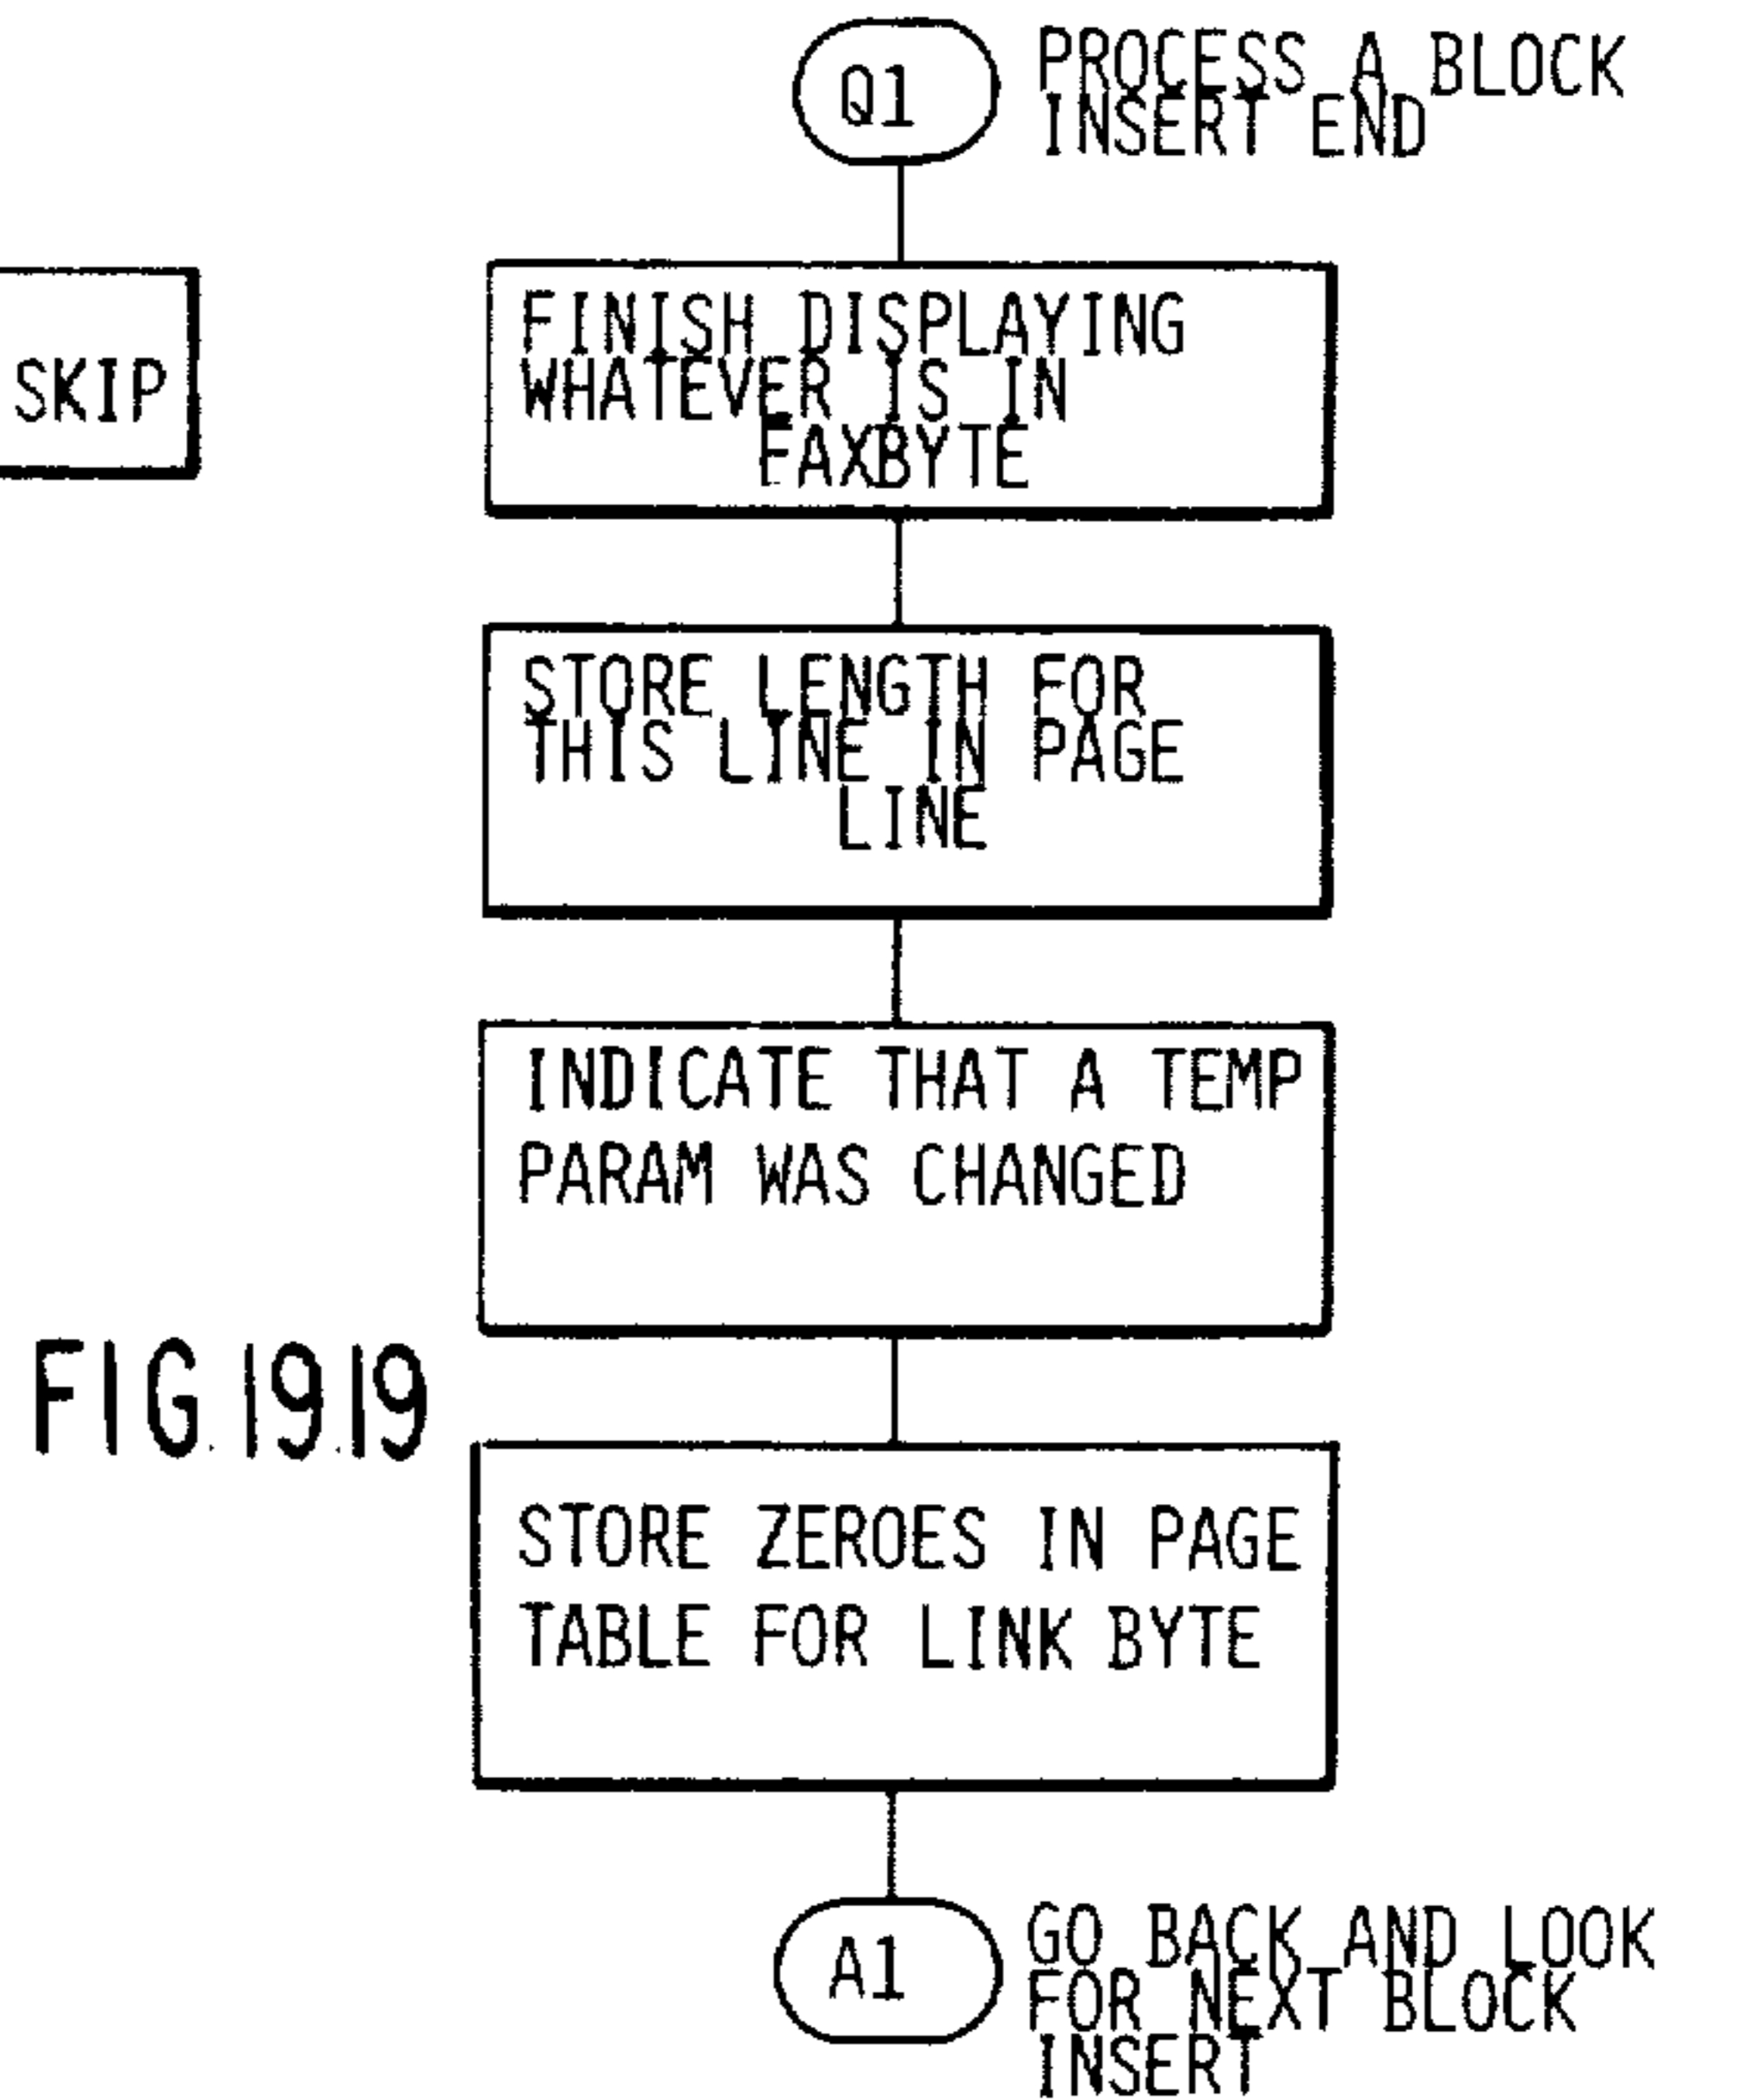 Q1
PROCESS A BLOCK
INSERT END
SKIP
FINISH DISPLAYING
WHATEVER IS IN
FAXBYTE
STORE LENGTH FOR
THIS LINE IN PAGE
LINE
INDICATE THAT A TEMP
PARAM WAS CHANGED
FIG. 19.19
STORE ZEROES IN PAGE
TABLE FOR LINK BYTE
A1
GO BACK AND LOOK
FOR NEXT BLOCK
INSERT